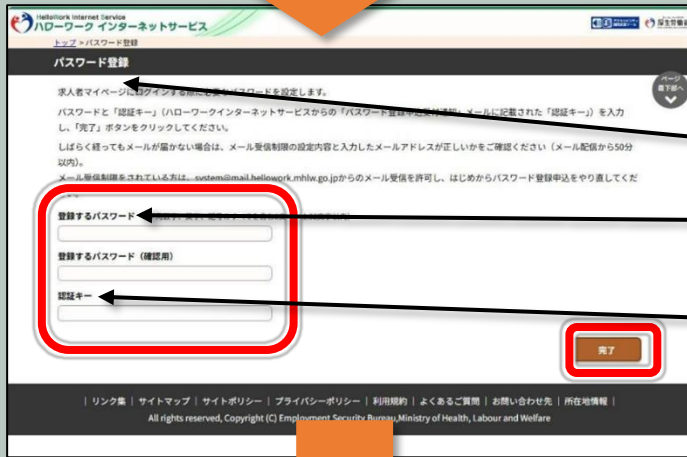 HelloWork Internet Service
ハローワーク インターネットサービス
トップ > パスワード登録
パスワード登録
ページ
最下部へ
求人者マイページにログインする際に必要なパスワードを設定します。
パスワードと「認証キー」（ハローワークインターネットサービスからの「パスワード登録申込受付通知」メールに記載された「認証キー」）を入力
し、「完了」ボタンをクリックしてください。
しばらく経ってもメールが届かない場合は、メール受信制限の設定内容と入力したメールアドレスが正しいかをご確認ください（メール配信から50分
以内）。
メール受信制限をされている方は、system@mail.hellowork.mhlw.go.jpからのメール受信を許可し、はじめからパスワード登録申込をやり直してくだ
登録するパスワード
登録するパスワード（確認用）
認証キー
完了
| リンク集 | サイトマップ | サイトポリシー | プライバシーポリシー | 利用規約 | よくあるご質問 | お問い合わせ先 | 所在地情報 |
All rights reserved, Copyright (C) Employment Security Bureau,Ministry of Health, Labour and Welfare